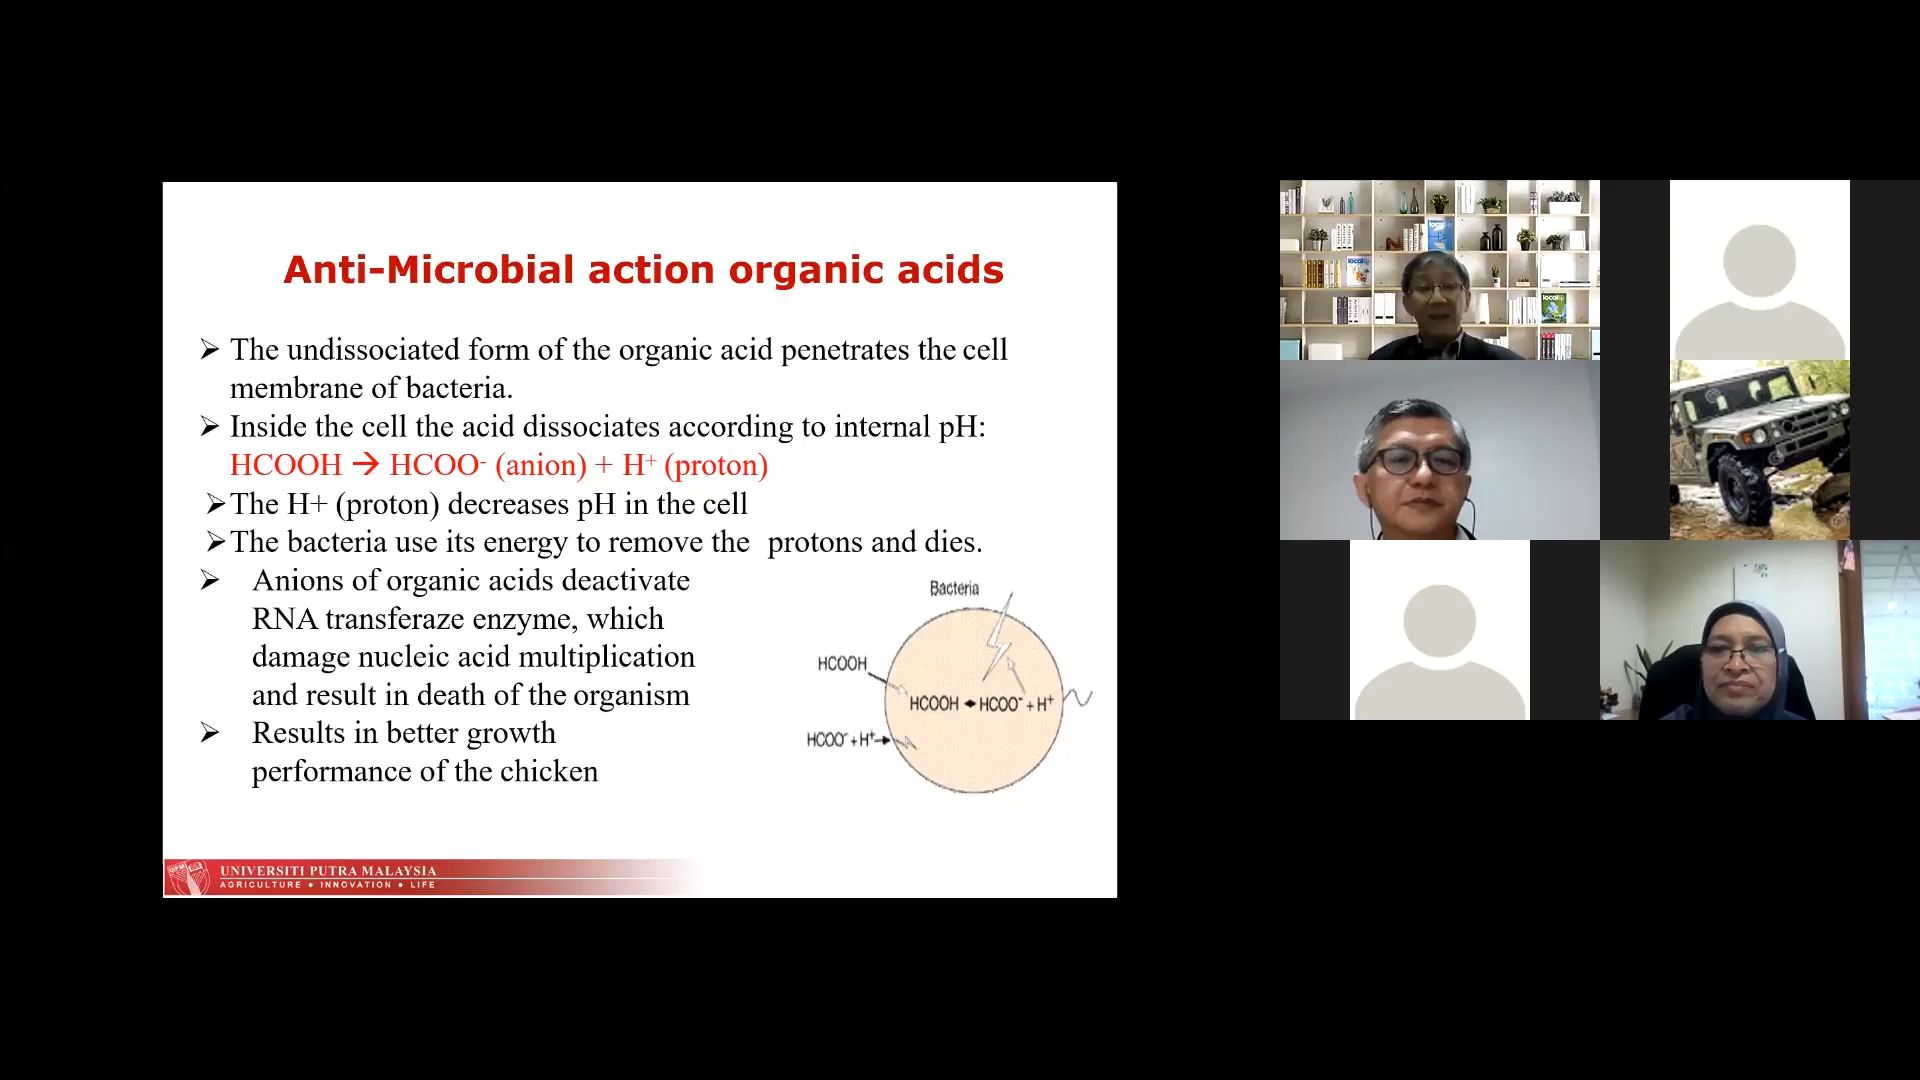 Anti-Microbial action organic acids
➢ The undissociated form of the organic acid penetrates the cell
membrane of bacteria.
➢ Inside the cell the acid dissociates according to internal pH:
HCOOH → HCOO⁻ (anion) + H⁺ (proton)
➢The H+ (proton) decreases pH in the cell
➢The bacteria use its energy to remove the protons and dies.
➢ Anions of organic acids deactivate
RNA transferaze enzyme, which
damage nucleic acid multiplication
and result in death of the organism
➢ Results in better growth
performance of the chicken
Bacteria
HCOOH
HCOOH ⬌ HCOO⁻ + H⁺
HCOO⁻ + H⁺
UPM
UNIVERSITI PUTRA MALAYSIA
AGRICULTURE ● INNOVATION ● LIFE
local
local
local